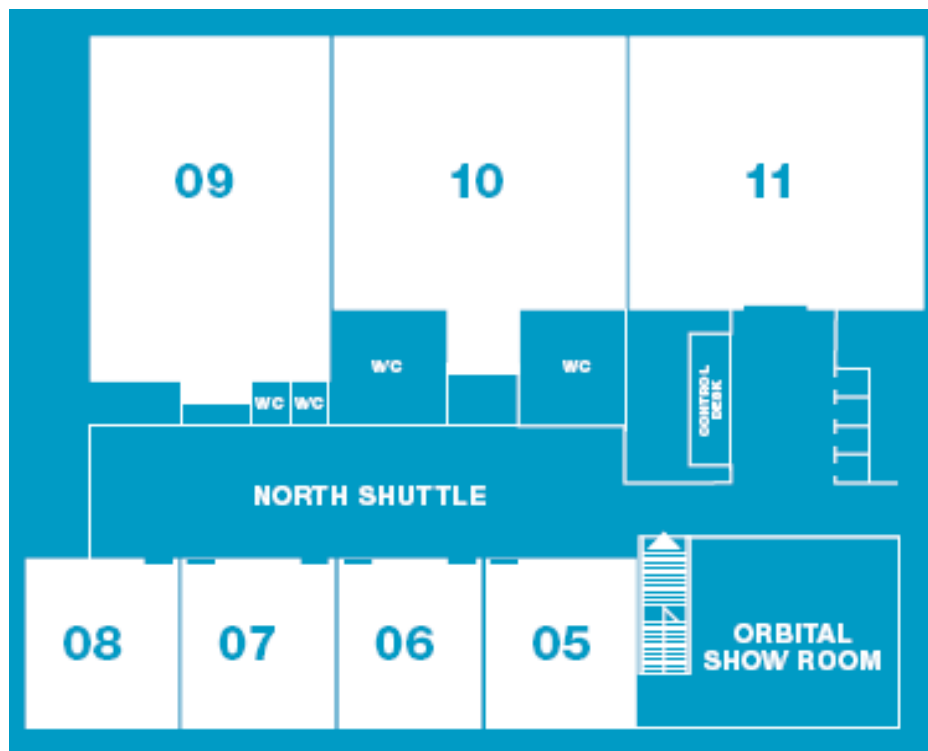 09
10
11
WC
WC
WC
WC
CONTROL
DESK
NORTH SHUTTLE
08
07
06
05
ORBITAL
SHOW ROOM